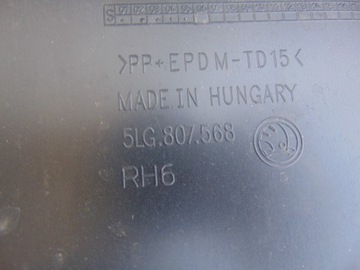 >PP+EPDM-TD15<
MADE IN HUNGARY
5LG.807.568
RH6